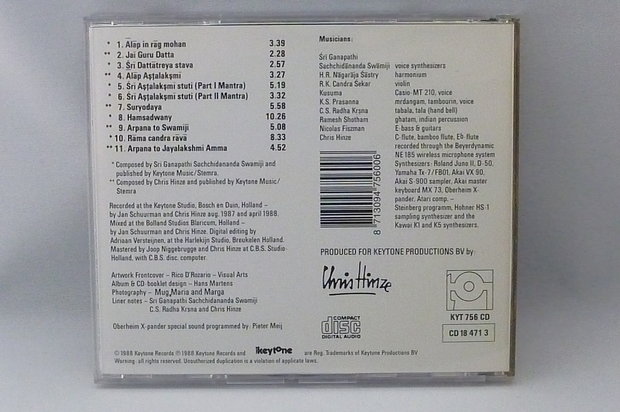 * 1. Ālāp in rāg mohan 3.39
** 2. Jai Guru Datta 2.28
* 3. Śrī Dattātreya stava 2.57
** 4. Alāp Aṣṭalakṣmi 3.27
* 5. Śri Aṣṭalakṣmi stuti (Part I Mantra) 5.19
* 6. Śri Aṣṭalakṣmi stuti (Part II Mantra) 3.32
** 7. Suryodaya 5.58
* 8. Hamsadwany 10.26
** 9. Arpana to Swamiji 5.08
* 10. Rāma candra rāvā 8.33
** 11. Arpana to Jayalakshmi Amma 4.52
* Composed by Sri Ganapathi Sachchidananda Swamiji and
published by Keytone Music/
Stemra
** Composed by Chris Hinze and published by Keytone Music/
Stemra
Recorded at the Keytone Studio, Bosch en Duin, Holland -
by Jan Schuurman and Chris Hinze aug. 1987 and april 1988.
Mixed at the Bolland Studios Blaricum, Holland -
by Jan Schuurman and Chris Hinze. Digital editing by
Adriaan Versteijnen, at the Harlekijn Studio, Breukelen Holland.
Mastered by Joop Niggebrugge and Chris Hinze at C.B.S. Studio-
Holland, with C.B.S. disc computer.
Artwork Frontcover - Rico D'Rozario - Visual Arts
Album & CD-booklet design - Hans Martens
Photography - Mug, Maria and Marga
Liner notes - Sri Ganapathi Sachchidananda Swamiji
C.S. Radha Krsna and Chris Hinze
Oberheim X-pander special sound programmed by: Pieter Meij
© 1988 Keytone Records ℗ 1988 Keytone Records and keytone are Reg. Trademarks of Keytone Productions BV
Warning. all rights reserved. Unauthorized duplication is a violation of applicable laws.
Musicians:
Śri Ganapathi
Sachchidānanda Swāmiji voice, synthesizers
H.R. Nāgarāja Śāstry harmonium
R.K. Candra Śekar violin
Kusuma Casio-MT 210, voice
K.S. Prasanna mrdangam, tambourin, voice
C.S. Rādha Kṛsna tabala, tala (hand bell)
Ramesh Shotham ghatam, indian percussion
Nicolas Fiszman E-bass & guitars
Chris Hinze C-flute, bamboo flute, Eb-flute
recorded through the Beyerdynamic
NE 185 wireless microphone system
Synthesizers: Roland Juno II, D-50,
Yamaha Tx-7/FB01, Akai VX 90,
Akai S-900 sampler, Akai master
keyboard MX 73, Oberheim X-
pander. Atari comp. -
Steinberg programm, Hohner HS-1
sampling synthesizer and the
Kawai K1 and K5 synthesizers.
8 713094 756006
PRODUCED FOR KEYTONE PRODUCTIONS BV by:
Chris Hinze
COMPACT
disc
DIGITAL AUDIO
KYT 756 CD
CD 18 471 3